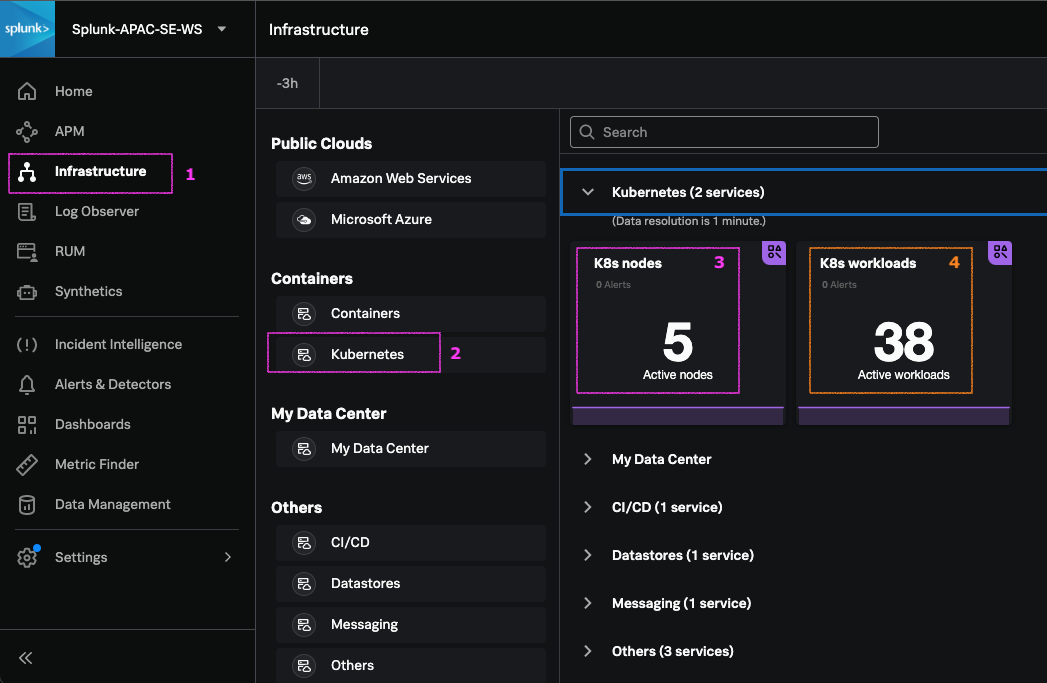 splunk>
Splunk-APAC-SE-WS
Infrastructure
-3h
Home
APM
Infrastructure 1
Log Observer
RUM
Synthetics
Incident Intelligence
Alerts & Detectors
Dashboards
Metric Finder
Data Management
Settings
Public Clouds
aws Amazon Web Services
Microsoft Azure
Containers
Containers
Kubernetes 2
My Data Center
My Data Center
Others
CI/CD
Datastores
Messaging
Others
Search
Kubernetes (2 services)
(Data resolution is 1 minute.)
K8s nodes 3
0 Alerts
5
Active nodes
K8s workloads 4
0 Alerts
38
Active workloads
My Data Center
CI/CD (1 service)
Datastores (1 service)
Messaging (1 service)
Others (3 services)